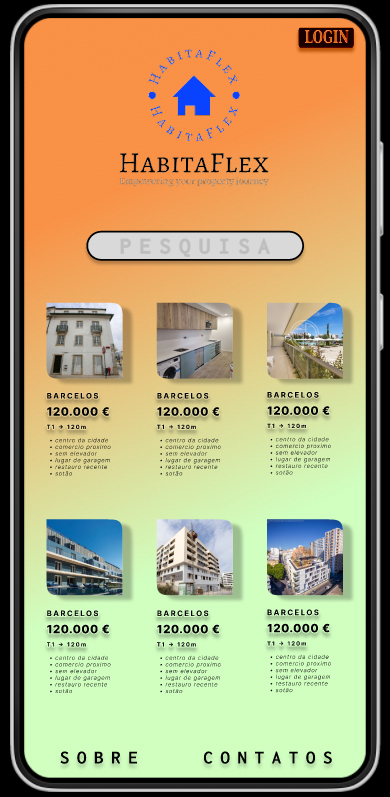 LOGIN
HABITAFLEX
HABITAFLEX
HABITAFLEX
Empowering your property journey
PESQUISA
BARCELOS
120.000 €
T1 → 120m
• centro da cidade
• comercio proximo
• sem elevador
• lugar de garagem
• restauro recente
• sotão
BARCELOS
120.000 €
T1 → 120m
• centro da cidade
• comercio proximo
• sem elevador
• lugar de garagem
• restauro recente
• sotão
BARCELOS
120.000 €
T1 → 120m
• centro da cidade
• comercio proximo
• sem elevador
• lugar de garagem
• restauro recente
• sotão
BARCELOS
120.000 €
T1 → 120m
• centro da cidade
• comercio proximo
• sem elevador
• lugar de garagem
• restauro recente
• sotão
BARCELOS
120.000 €
T1 → 120m
• centro da cidade
• comercio proximo
• sem elevador
• lugar de garagem
• restauro recente
• sotão
BARCELOS
120.000 €
T1 → 120m
• centro da cidade
• comercio proximo
• sem elevador
• lugar de garagem
• restauro recente
• sotão
SOBRE
CONTATOS